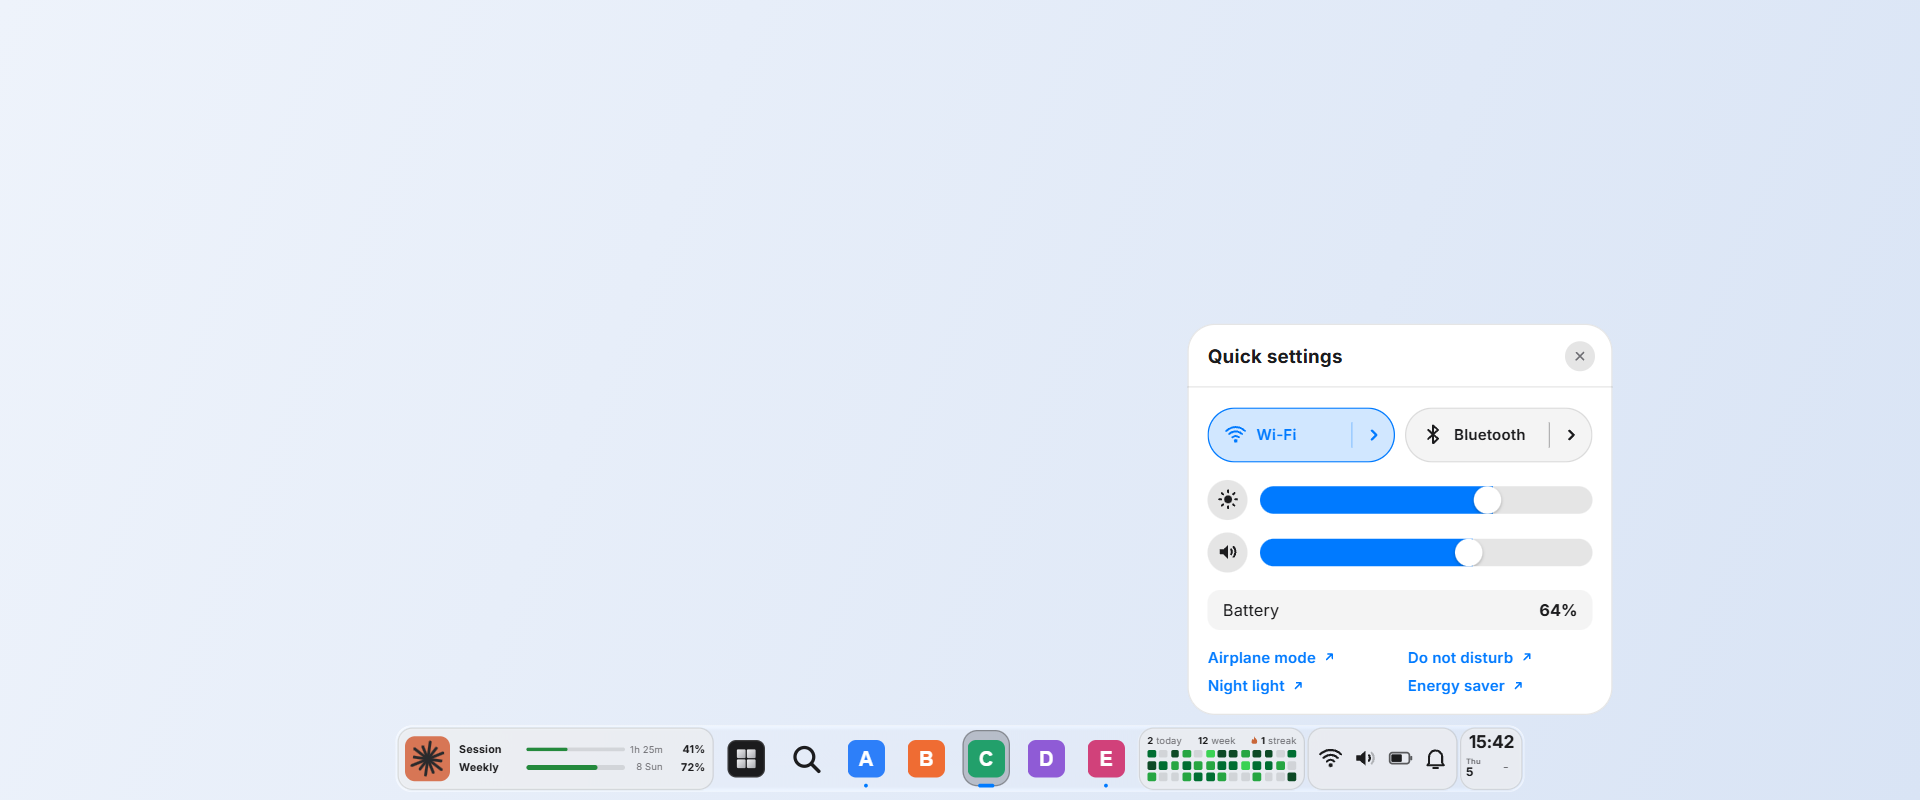 Quick settings
Wi-Fi
Bluetooth
Battery 64%
Airplane mode
Do not disturb
Night light
Energy saver
Session 1h 25m 41%
Weekly 8 Sun 72%
A
B
C
D
E
2 today 12 week 1 streak
15:42
Thu
5 –